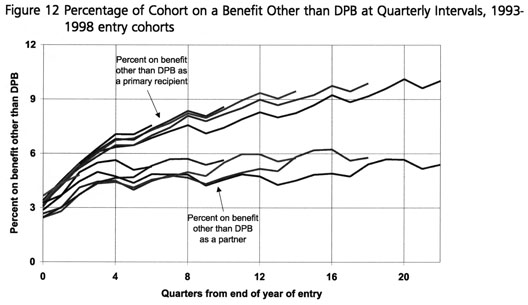 Figure 12 Percentage of Cohort on a Benefit Other than DPB at Quarterly Intervals, 1993-
1998 entry cohorts
12
9
6
3
0
Percent on benefit other than DPB
Percent on benefit
other than DPB as
a primary recipient
Percent on benefit
other than DPB
as a partner
0
4
8
12
16
20
Quarters from end of year of entry